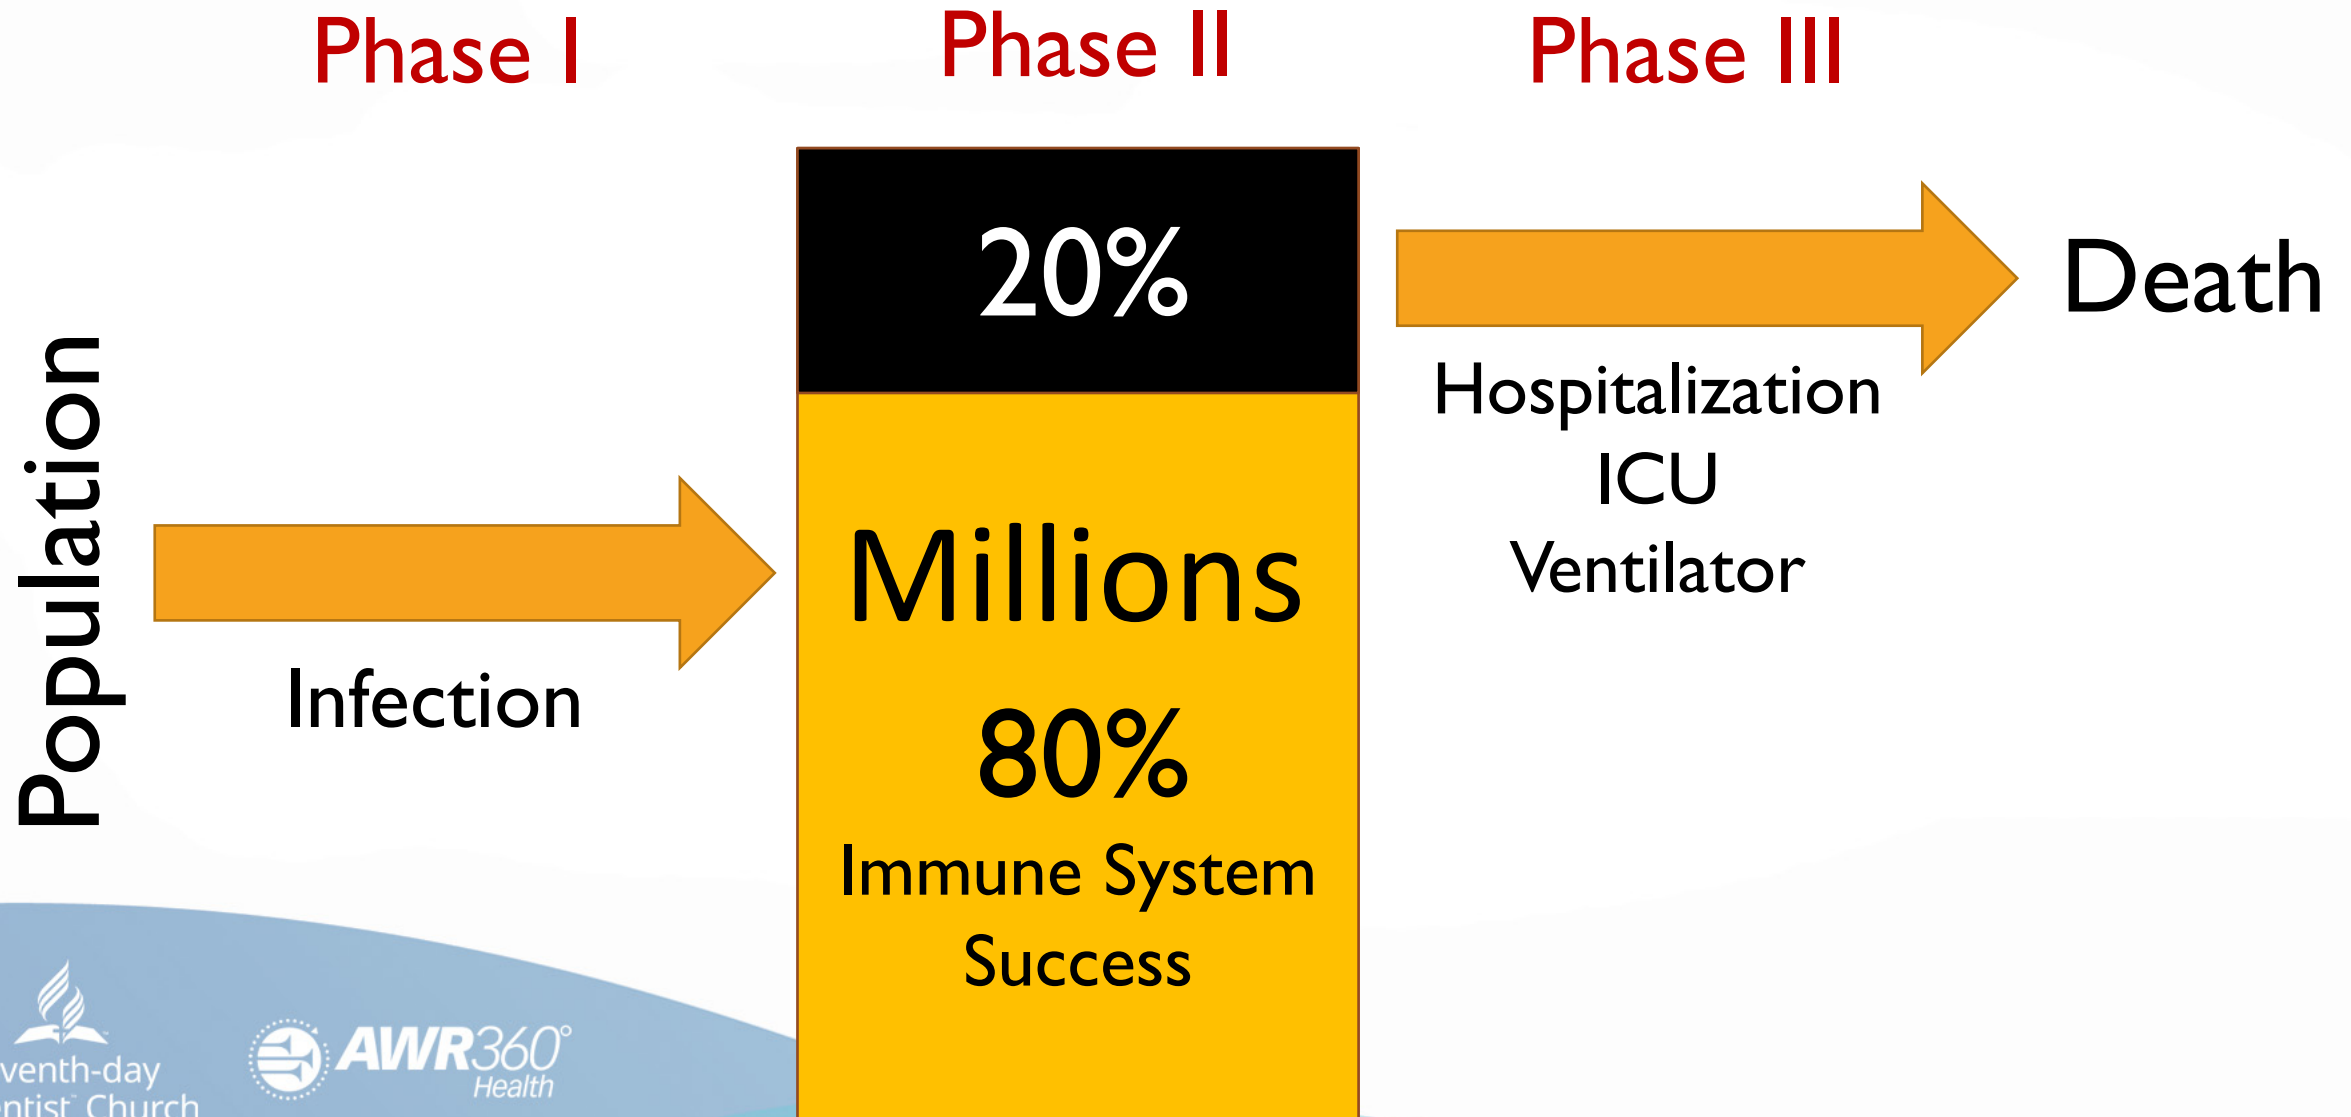 Phase I
Phase II
Phase III
Population
Infection
20%
Millions
80%
Immune System
Success
Hospitalization
ICU
Ventilator
Death
venth-day
entist Church
AWR360°
Health